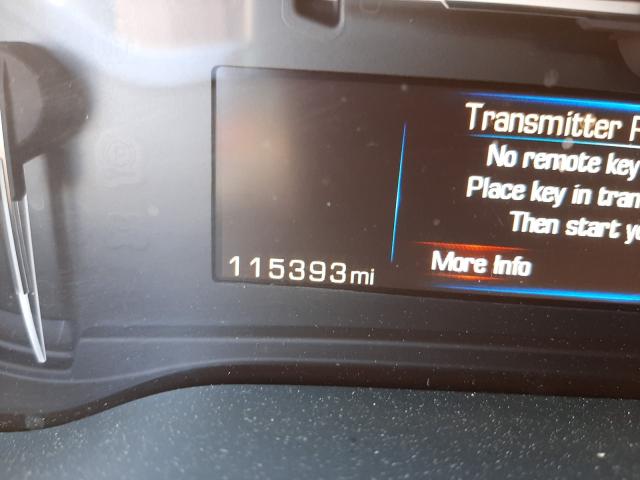 Transmitter
No remote key
Place key in
Then start
More Info
115393mi